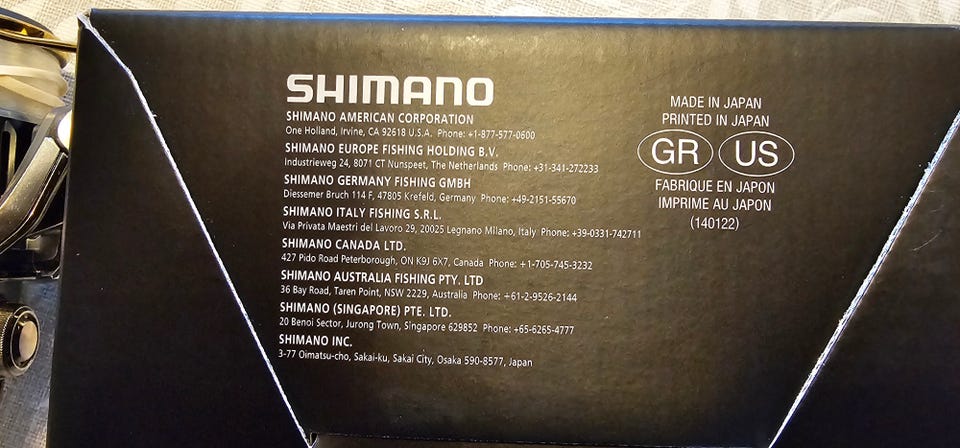 SHIMANO
SHIMANO AMERICAN CORPORATION
One Holland, Irvine, CA 92618 U.S.A. Phone: +1-877-577-0600
SHIMANO EUROPE FISHING HOLDING B.V.
Industrieweg 24, 8071 CT Nunspeet, The Netherlands Phone: +31-341-272233
SHIMANO GERMANY FISHING GMBH
Diessemer Bruch 114 F, 47805 Krefeld, Germany Phone: +49-2151-55670
SHIMANO ITALY FISHING S.R.L.
Via Privata Maestri del Lavoro 29, 20025 Legnano Milano, Italy Phone: +39-0331-742711
SHIMANO CANADA LTD.
427 Pido Road Peterborough, ON K9J 6X7, Canada Phone: +1-705-745-3232
SHIMANO AUSTRALIA FISHING PTY. LTD
36 Bay Road, Taren Point, NSW 2229, Australia Phone: +61-2-9526-2144
SHIMANO (SINGAPORE) PTE. LTD.
20 Benoi Sector, Jurong Town, Singapore 629852 Phone: +65-6265-4777
SHIMANO INC.
3-77 Oimatsu-cho, Sakai-ku, Sakai City, Osaka 590-8577, Japan
MADE IN JAPAN
PRINTED IN JAPAN
GR US
FABRIQUE EN JAPON
IMPRIME AU JAPON
(140122)